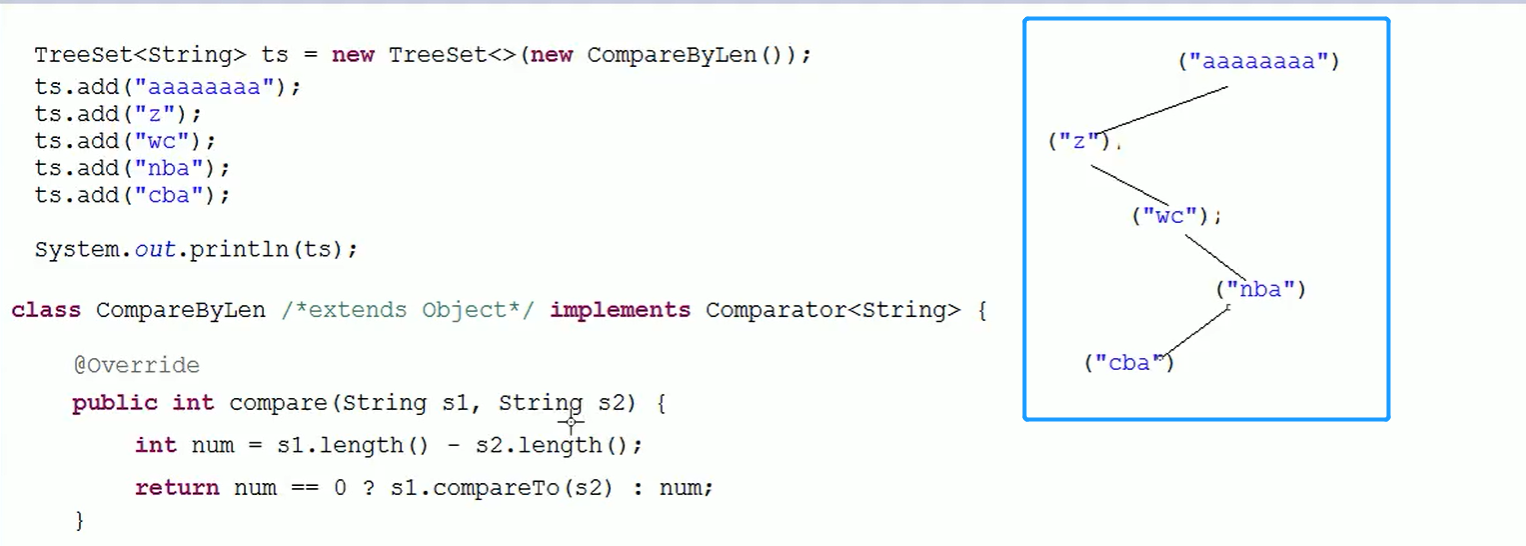 TreeSet<String> ts = new TreeSet<>(new CompareByLen());
ts.add("aaaaaaaa");
ts.add("z");
ts.add("wc");
ts.add("nba");
ts.add("cba");
System.out.println(ts);
class CompareByLen /*extends Object*/ implements Comparator<String> {
@Override
public int compare(String s1, String s2) {
int num = s1.length() - s2.length();
return num == 0 ? s1.compareTo(s2) : num;
}
("aaaaaaaa")
("z").
("wc");
("nba")
("cba")